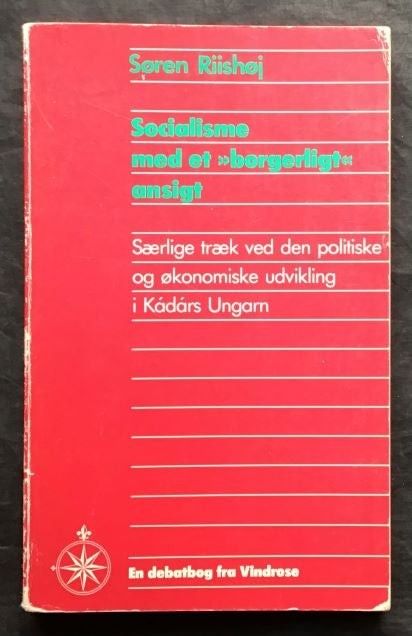 Søren Riishøj
Socialisme
med et »borgerligt«
ansigt
Særlige træk ved den politiske
og økonomiske udvikling
i Kádárs Ungarn
En debatbog fra Vindrose